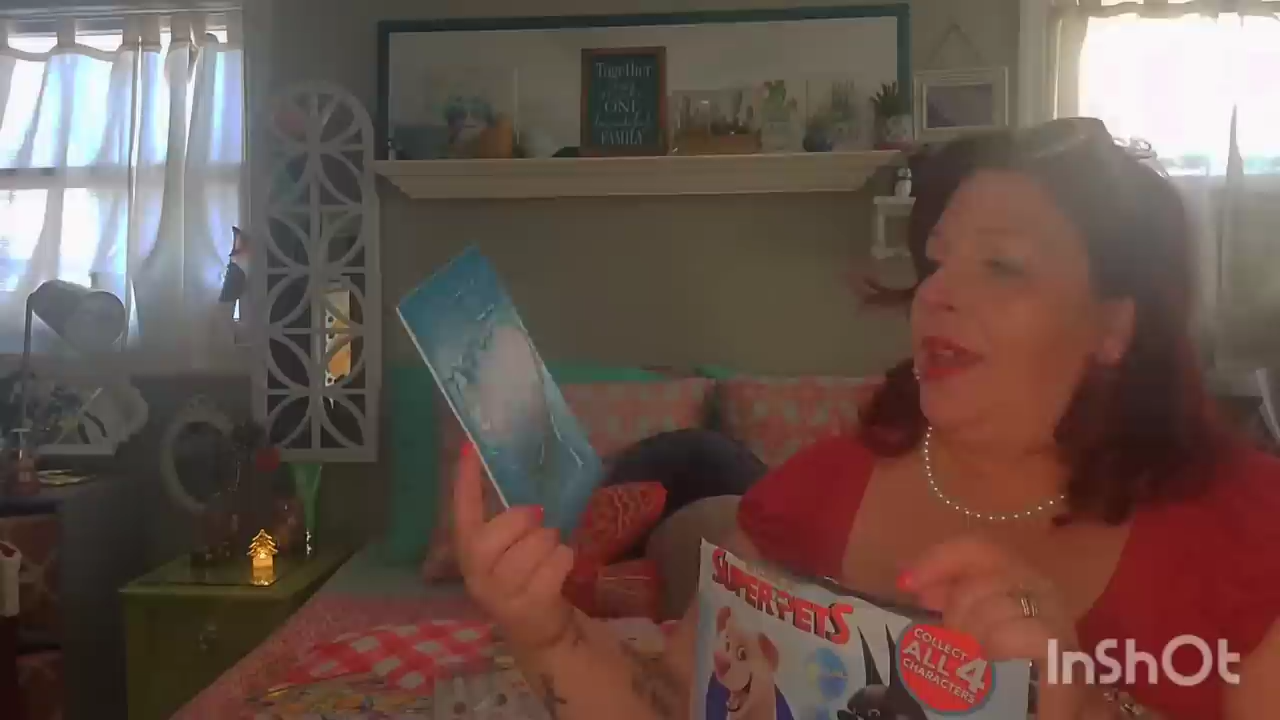 Together
ONE
FAMILY
SUPER-PETS
COLLECT
ALL 4
CHARACTERS
InShOt